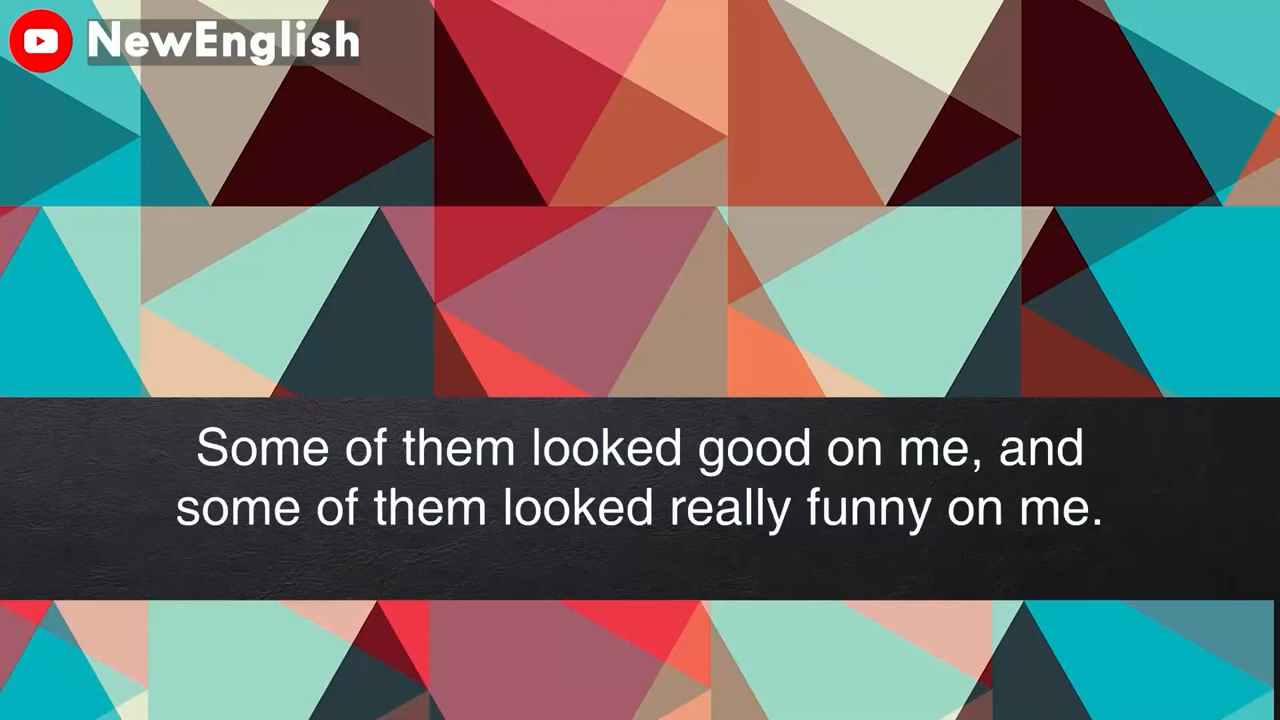 NewEnglish
Some of them looked good on me, and
some of them looked really funny on me.